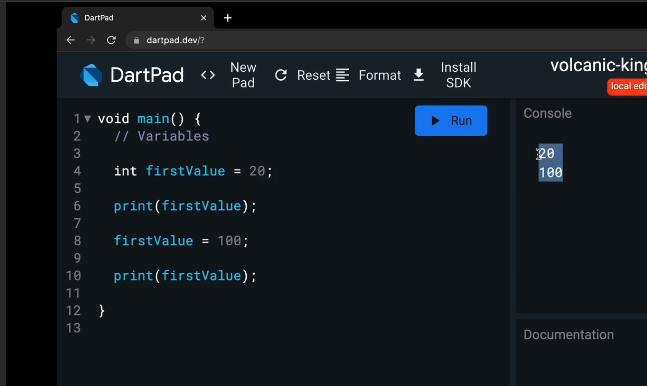 DartPad
dartpad.dev/?
DartPad
<> New Pad
Reset
Format
Install SDK
volcanic-king
local edi
Run
1 void main() {
2 // Variables
3
4 int firstValue = 20;
5
6 print(firstValue);
7
8 firstValue = 100;
9
10 print(firstValue);
11
12 }
13
Console
20
100
Documentation